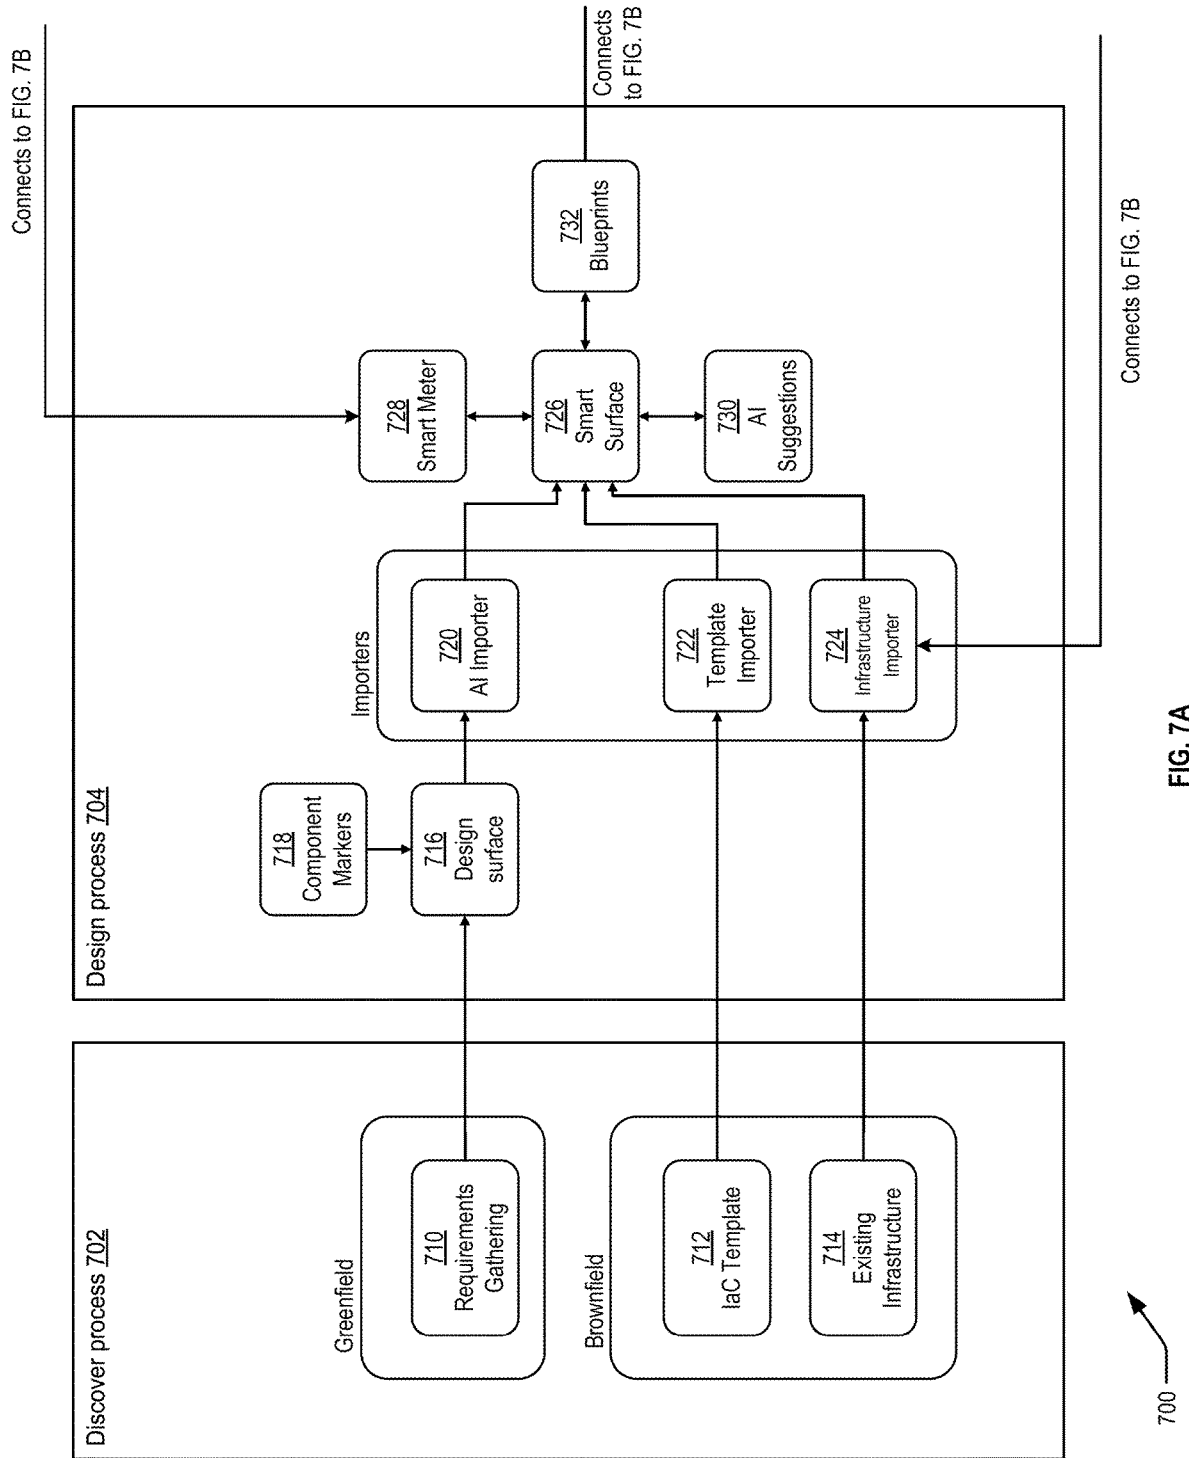 Discover process 702
Greenfield
710
Requirements
Gathering
Brownfield
712
IaC Template
714
Existing
Infrastructure
Design process 704
718
Component
Markers
716
Design
surface
Importers
720
AI Importer
722
Template
Importer
724
Infrastructure
Importer
728
Smart Meter
726
Smart
Surface
730
AI
Suggestions
732
Blueprints
Connects to FIG. 7B
Connects
to FIG. 7B
Connects to FIG. 7B
700
FIG. 7A